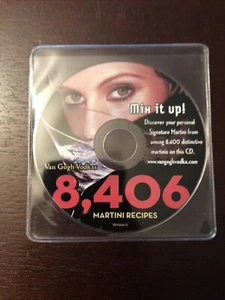 Mix it up!
Discover your personal
Signature Martini from
among 8,400 distinctive
martinis on this CD.
www.vangoghvodka.com
Van Gogh Vodka's
8,406
MARTINI RECIPES